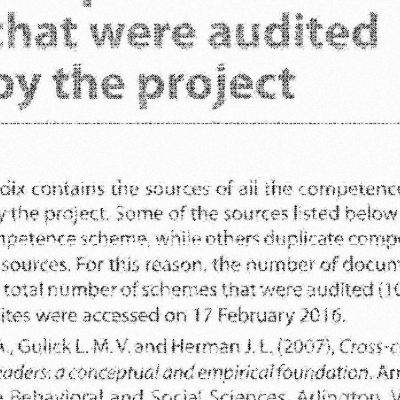 that were audited
by the project
dix contains the sources of all the competence
y the project. Some of the sources listed below
mpetence scheme, while others duplicate compe
sources. For this reason, the number of docum
total number of schemes that were audited (10
ites were accessed on 17 February 2016.
A., Gulick L. M. V. and Herman J. L. (2007), Cross-c
eaders: a conceptual and empirical foundation. Ar
e Behavioral and Social Sciences, Arlington, V